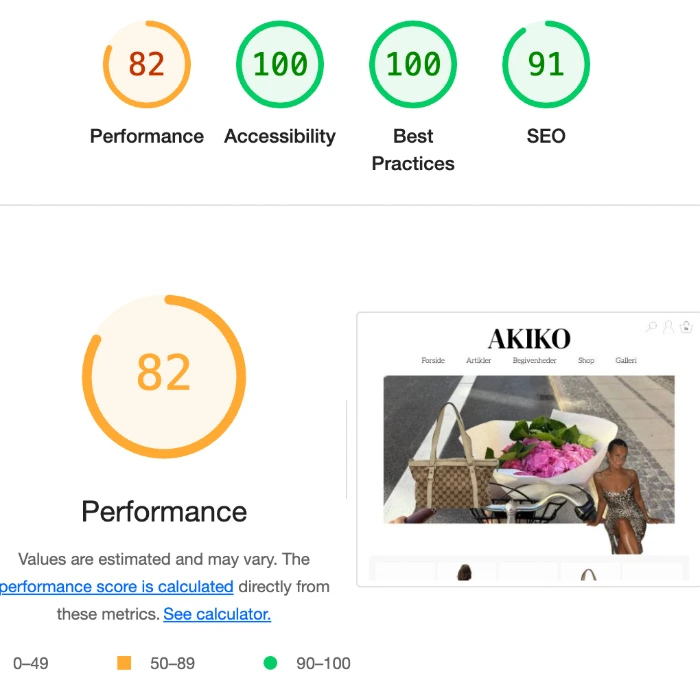 82
100
100
91
Performance
Accessibility
Best
Practices
SEO
82
Performance
Values are estimated and may vary. The
performance score is calculated directly from
these metrics. See calculator.
0–49
50–89
90–100
AKIKO
Forside Artikler Begivenheder Shop Galleri